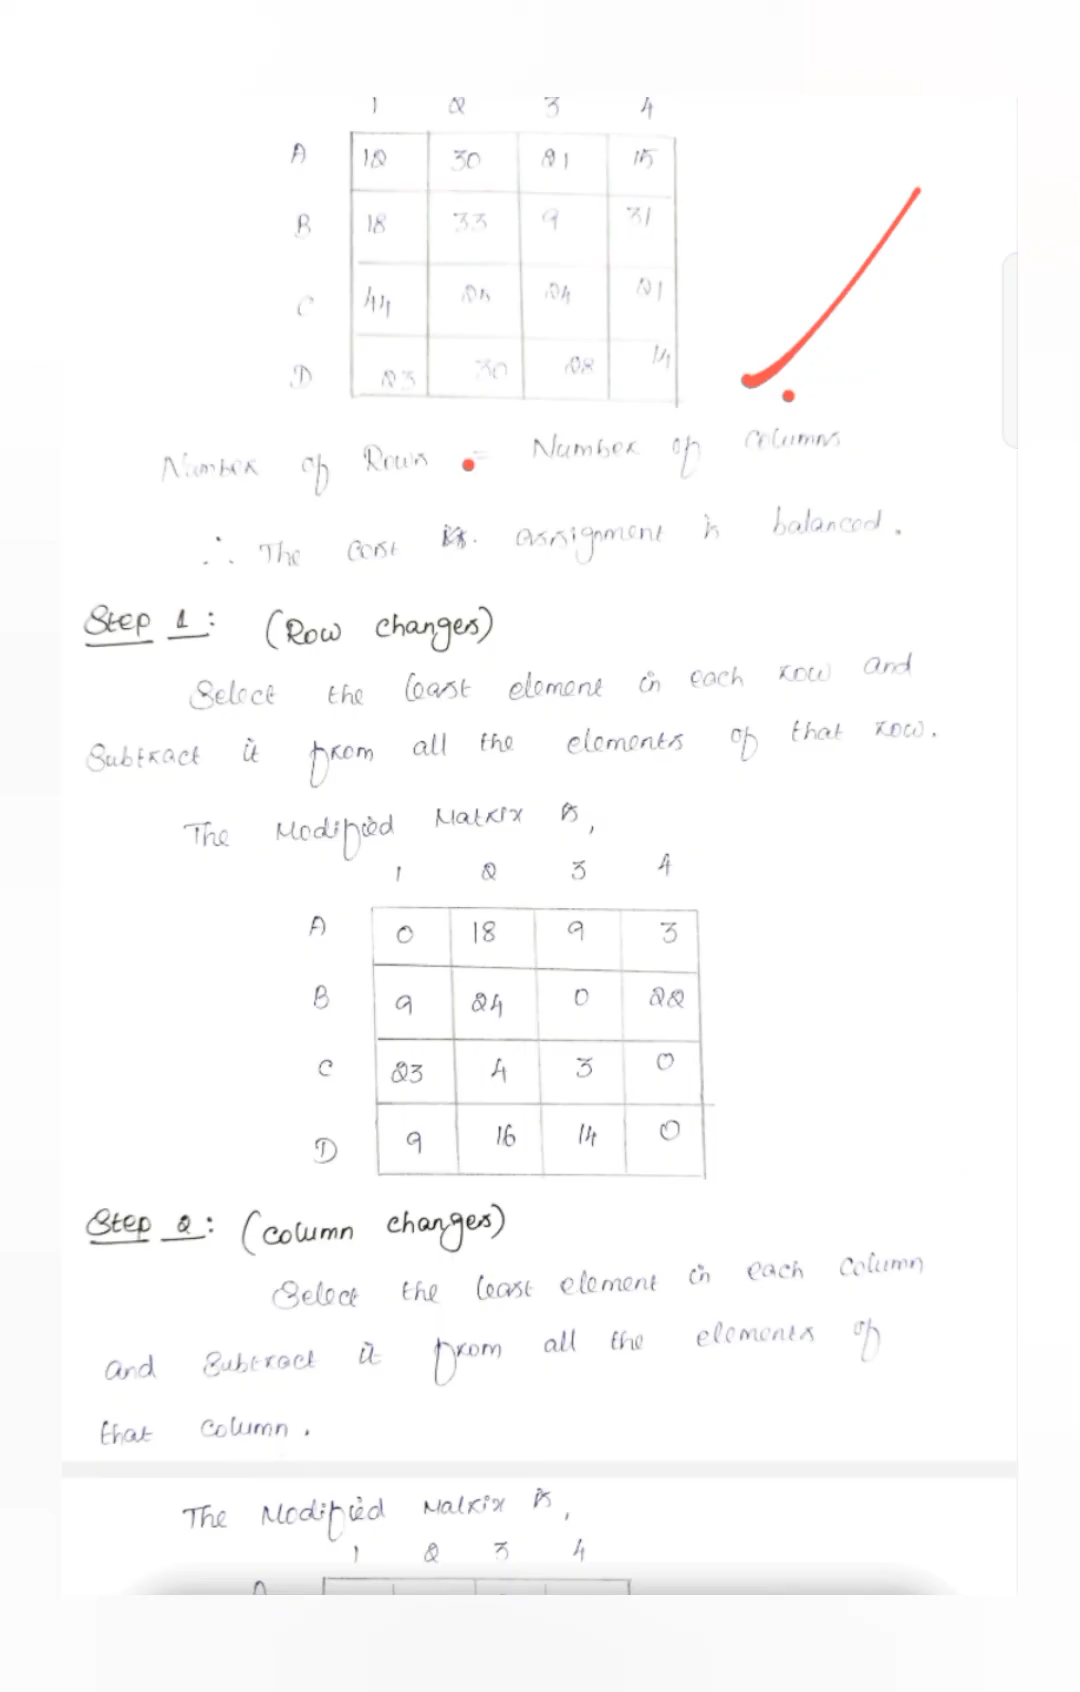 1 2 3 4
A 12 30 21 15
B 18 33 9 31
C 44 25 24 21
D 23 30 28 14
Number of Rows = Number of columns
∴ The cost is. assignment is balanced.
Step 1: (Row changes)
Select the least element in each row and
Subtract it from all the elements of that row.
The Modified Matrix is,
1 2 3 4
A 0 18 9 3
B 9 24 0 22
C 23 4 3 0
D 9 16 14 0
Step 2: (column changes)
Select the least element in each column
and Subtract it from all the elements of
that column.
The Modified Matrix is,
1 2 3 4